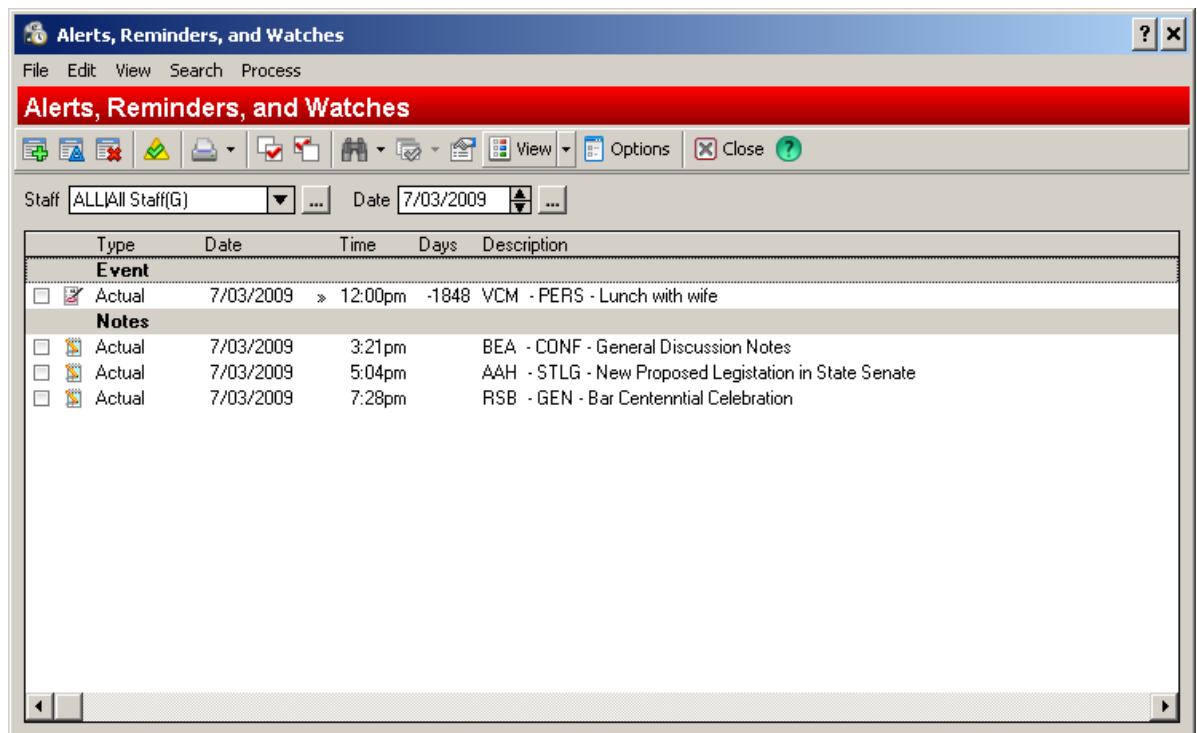 Alerts, Reminders, and Watches ?
File Edit View Search Process
Alerts, Reminders, and Watches
View Options Close ?
Staff ALL|All Staff(G) ... Date 7/03/2009 ...
Type Date Time Days Description
Event
Actual 7/03/2009 » 12:00pm -1848 VCM - PERS - Lunch with wife
Notes
Actual 7/03/2009 3:21pm BEA - CONF - General Discussion Notes
Actual 7/03/2009 5:04pm AAH - STLG - New Proposed Legistation in State Senate
Actual 7/03/2009 7:28pm RSB - GEN - Bar Centenntial Celebration